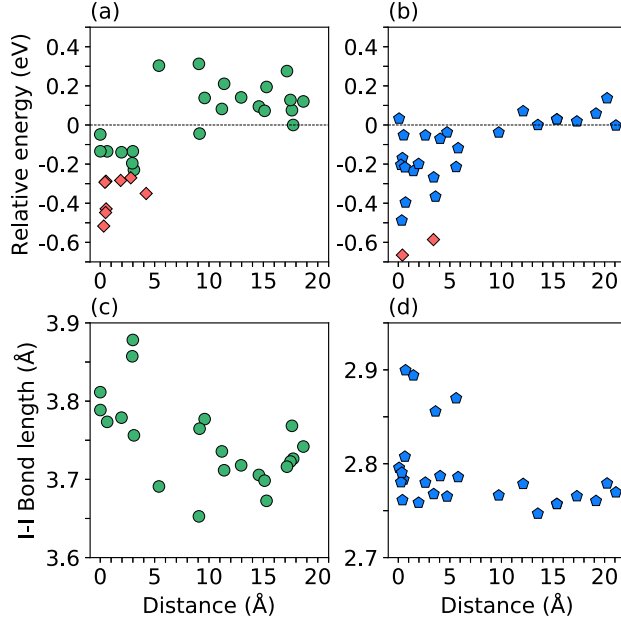 (a)
(b)
Relative energy (eV)
0.4
0.2
0
-0.2
-0.4
-0.6
0 5 10 15 20
0.4
0.2
0
-0.2
-0.4
-0.6
0 5 10 15 20
(c)
(d)
I-I Bond length (Å)
3.9
3.8
3.7
3.6
0 5 10 15 20
Distance (Å)
2.9
2.8
2.7
0 5 10 15 20
Distance (Å)